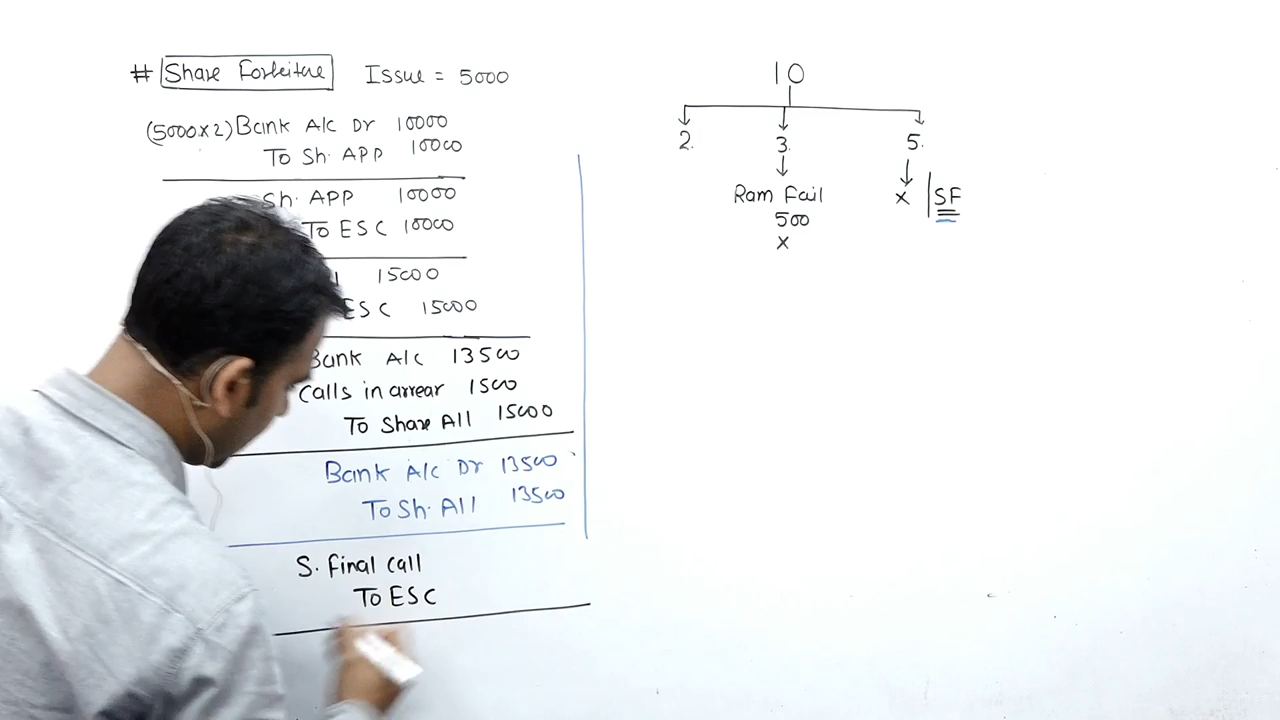 # Share Forfeiture Issue = 5000
(5000×2) Bank A/C Dr 10000
To Sh. APP 10000
Sh. APP 10000
To ESC 10000
15000
ESC 15000
Bank A/C 13500
Calls in arrear 1500
To Share All 15000
Bank A/C Dr 13500
To Sh. All 13500
S. Final Call
To ESC
10
2. 3. 5.
Ram Fail
500
X
X | SF